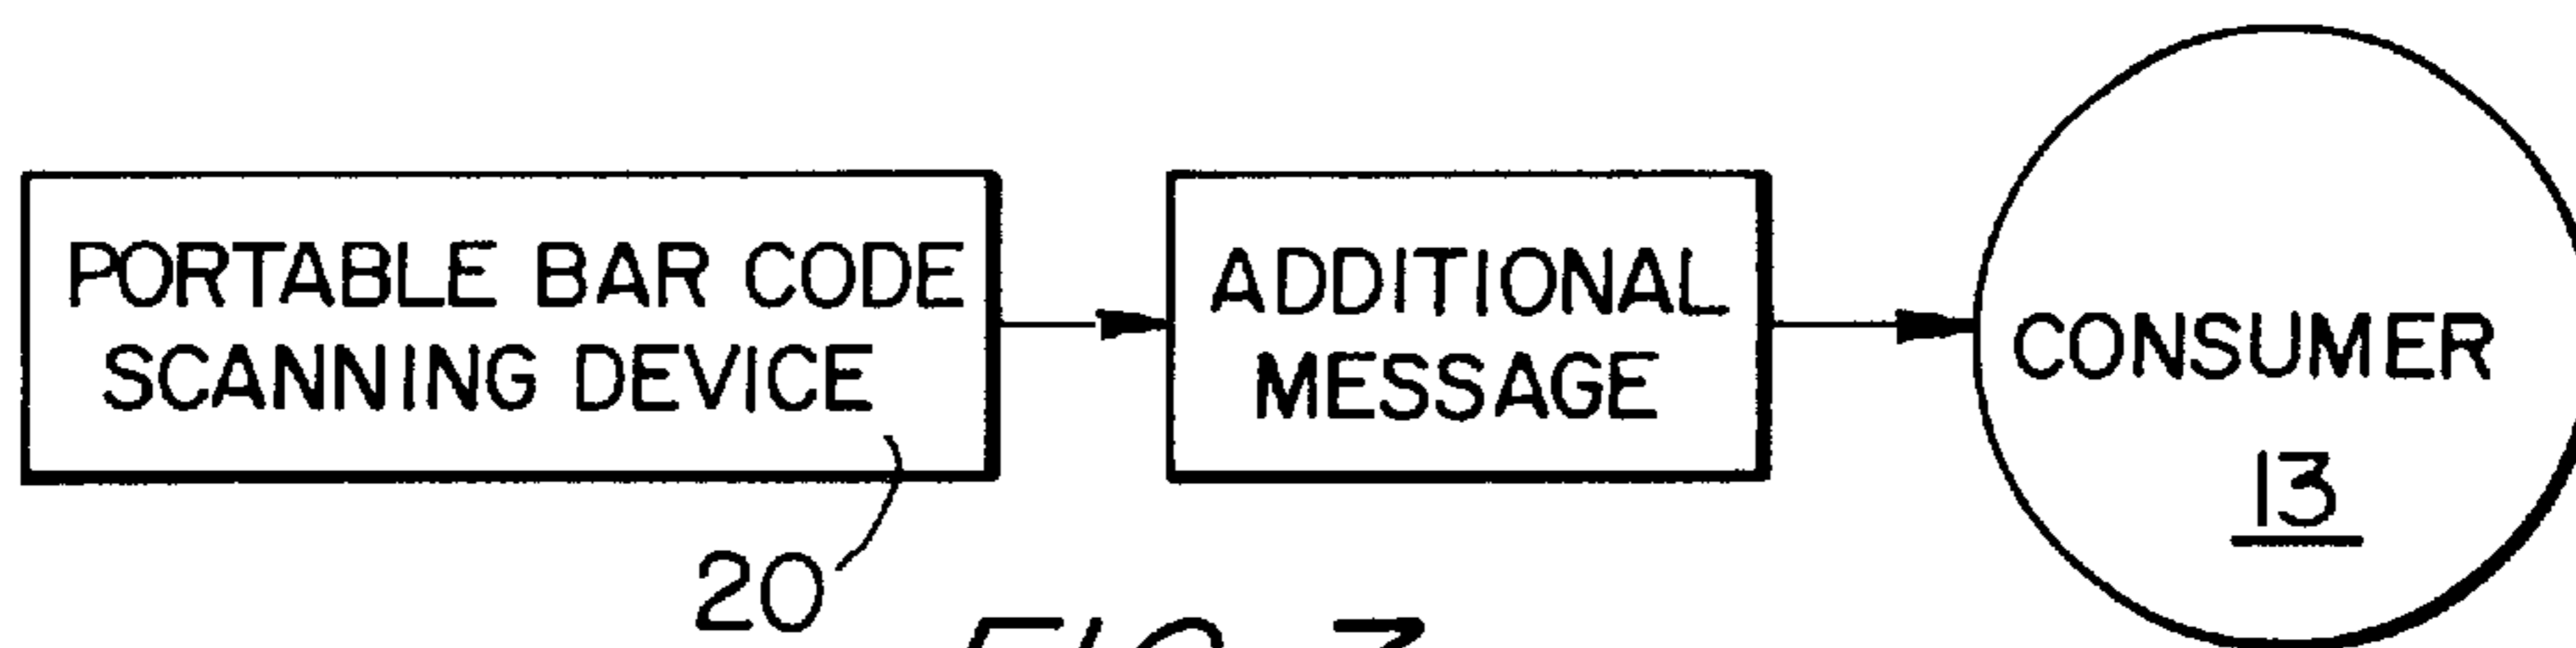 PORTABLE BAR CODE
SCANNING DEVICE
20
ADDITIONAL
MESSAGE
CONSUMER
13